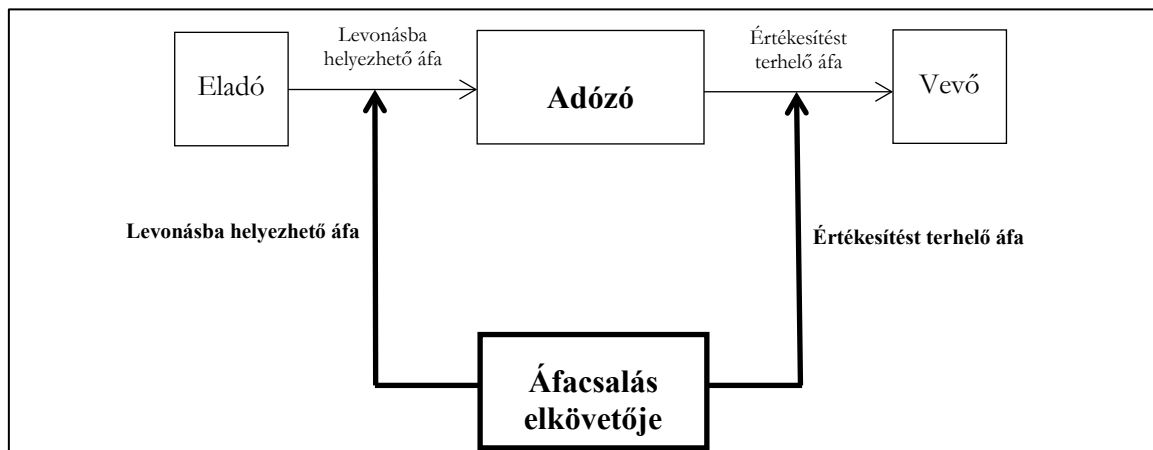 Eladó
Levonásba
helyezhető áfa
Adózó
Értékesítést
terhelő áfa
Vevő
Levonásba helyezhető áfa
Értékesítést terhelő áfa
Áfacsalás
elkövetője